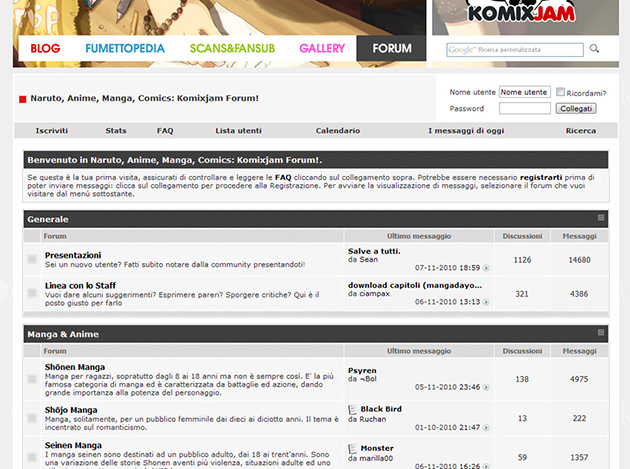 KOMIXJAM
BLOG FUMETTOPEDIA SCANS&FANSUB GALLERY FORUM
Google™ Ricerca personalizzata
Naruto, Anime, Manga, Comics: Komixjam Forum!
Nome utente Nome utente Ricordami?
Password Collegati
Iscriviti Stats FAQ Lista utenti Calendario I messaggi di oggi Ricerca
Benvenuto in Naruto, Anime, Manga, Comics: Komixjam Forum!.
Se questa è la tua prima visita, assicurati di controllare e leggere le FAQ cliccando sul collegamento sopra. Potrebbe essere necessario registrarti prima di
poter inviare messaggi: clicca sul collegamento per procedere alla Registrazione. Per avviare la visualizzazione di messaggi, selezionare il forum che vuoi
visitare dal menù sottostante.
Generale
Forum Ultimo messaggio Discussioni Messaggi
Presentazioni
Sei un nuovo utente? Fatti subito notare dalla community presentandoti!
Salve a tutti.
da Sean
07-11-2010 18:59
1126 14680
Linea con lo Staff
Vuoi dare alcuni suggerimenti? Esprimere pareri? Sporgere critiche? Qui è il
posto giusto per farlo
download capitoli (mangadayo...
da ciampax
06-11-2010 13:13
321 4386
Manga & Anime
Forum Ultimo messaggio Discussioni Messaggi
Shōnen Manga
Manga per ragazzi, sopratutto dagli 8 ai 18 anni ma non è sempre così. E' la più
famosa categoria di manga ed è caratterizzata da battaglie ed azione, dando
grande importanza alla potenza del personaggio.
Psyren
da ¬Bol
05-11-2010 23:46
138 4975
Shōjo Manga
Manga, solitamente, per un pubblico femminile dai dieci ai diciotto anni. Il tema è
incentrato sul romanticismo.
Black Bird
da Ruchan
01-10-2010 21:47
13 222
Seinen Manga
I manga seinen sono destinati ad un pubblico adulto, dai 18 ai trent'anni. Sono
una variazione delle storie Shonen aventi più violenza, situazioni adulte ed uno
Monster
da marilla00
06-11-2010 16:26
59 1357